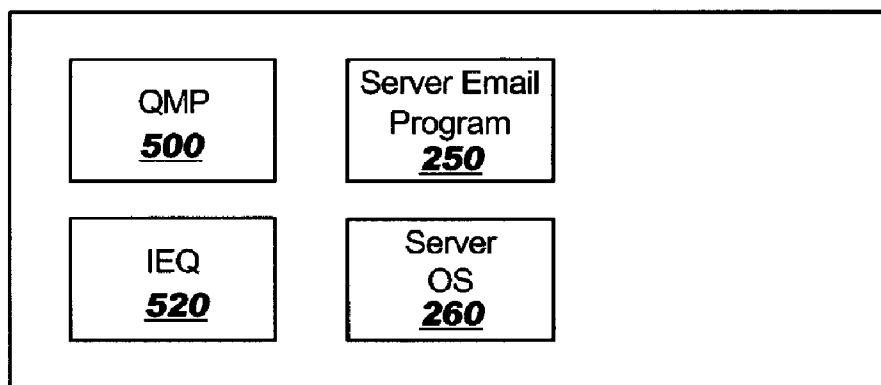 QMP
500
Server Email
Program
250
IEQ
520
Server
OS
260